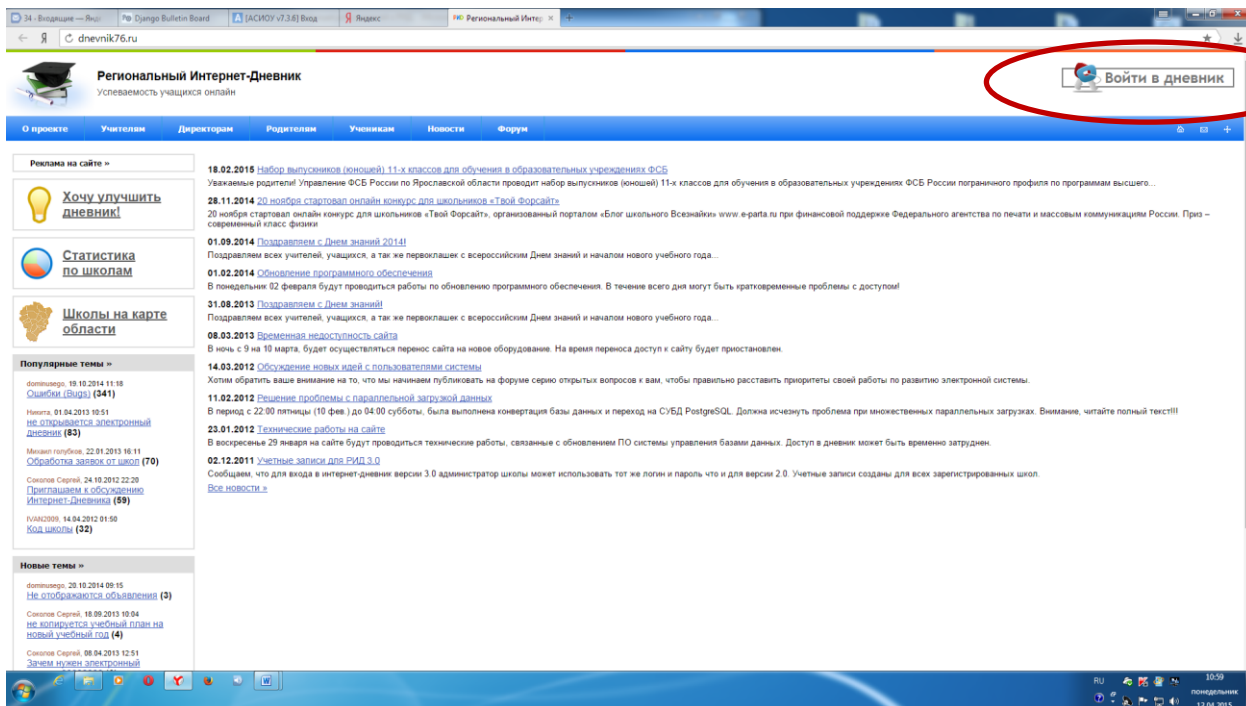 34 - Входящие — Янд
Django Bulletin Board
[АСИОУ v7.3.6] Вход
Яндекс
Региональный Интер
dnevnik76.ru
Региональный Интернет-Дневник
Успеваемость учащихся онлайн
Войти в дневник
О проекте Учителям Директорам Родителям Ученикам Новости Форум
Реклама на сайте »
Хочу улучшить
дневник!
Статистика
по школам
Школы на карте
области
Популярные темы »
dominusego, 19.10.2014 11:18
Ошибки (Bugs) (341)
Никита, 01.04.2013 10:51
не открывается электронный
дневник (83)
Михаил голубков, 22.01.2013 16:11
Обработка заявок от школ (70)
Соколов Сергей, 24.10.2012 22:20
Приглашаем к обсуждению
Интернет-Дневника (59)
IVAN2009, 14.04.2012 01:50
Код школы (32)
Новые темы »
dominusego, 20.10.2014 09:15
Не отображаются объявления (3)
Соколов Сергей, 18.09.2013 10:04
не копируется учебный план на
новый учебный год (4)
Соколов Сергей, 08.04.2013 12:51
Зачем нужен электронный
18.02.2015 Набор выпускников (юношей) 11-х классов для обучения в образовательных учреждениях ФСБ
Уважаемые родители! Управление ФСБ России по Ярославской области проводит набор выпускников (юношей) 11-х классов для обучения в образовательных учреждениях ФСБ России пограничного профиля по программам высшего...
28.11.2014 20 ноября стартовал онлайн конкурс для школьников «Твой Форсайт»
20 ноября стартовал онлайн конкурс для школьников «Твой Форсайт», организованный порталом «Блог школьного Всезнайки» www.e-parta.ru при финансовой поддержке Федерального агентства по печати и массовым коммуникациям России. Приз –
современный класс физики
01.09.2014 Поздравляем с Днем знаний 2014!
Поздравляем всех учителей, учащихся, а так же первоклашек с всероссийским Днем знаний и началом нового учебного года...
01.02.2014 Обновление программного обеспечения
В понедельник 02 февраля будут проводиться работы по обновлению программного обеспечения. В течение всего дня могут быть кратковременные проблемы с доступом!
31.08.2013 Поздравляем с Днем знаний!
Поздравляем всех учителей, учащихся, а так же первоклашек с всероссийским Днем знаний и началом нового учебного года...
08.03.2013 Временная недоступность сайта
В ночь с 9 на 10 марта, будет осуществляться перенос сайта на новое оборудование. На время переноса доступ к сайту будет приостановлен.
14.03.2012 Обсуждение новых идей с пользователями системы
Хотим обратить ваше внимание на то, что мы начинаем публиковать на форуме серию открытых вопросов к вам, чтобы правильно расставить приоритеты своей работы по развитию электронной системы.
11.02.2012 Решение проблемы с параллельной загрузкой данных
В период с 22:00 пятницы (10 фев.) до 04:00 субботы, была выполнена конвертация базы данных и переход на СУБД PostgreSQL. Должна исчезнуть проблема при множественных параллельных загрузках. Внимание, читайте полный текст!!!
23.01.2012 Технические работы на сайте
В воскресенье 29 января на сайте будут проводиться технические работы, связанные с обновлением ПО системы управления базами данных. Доступ в дневник может быть временно затруднен.
02.12.2011 Учетные записи для РИД 3.0
Сообщаем, что для входа в интернет-дневник версии 3.0 администратор школы может использовать тот же логин и пароль что и для версии 2.0. Учетные записи созданы для всех зарегистрированных школ.
Все новости »
RU
10:59
понедельник
13.04.2015